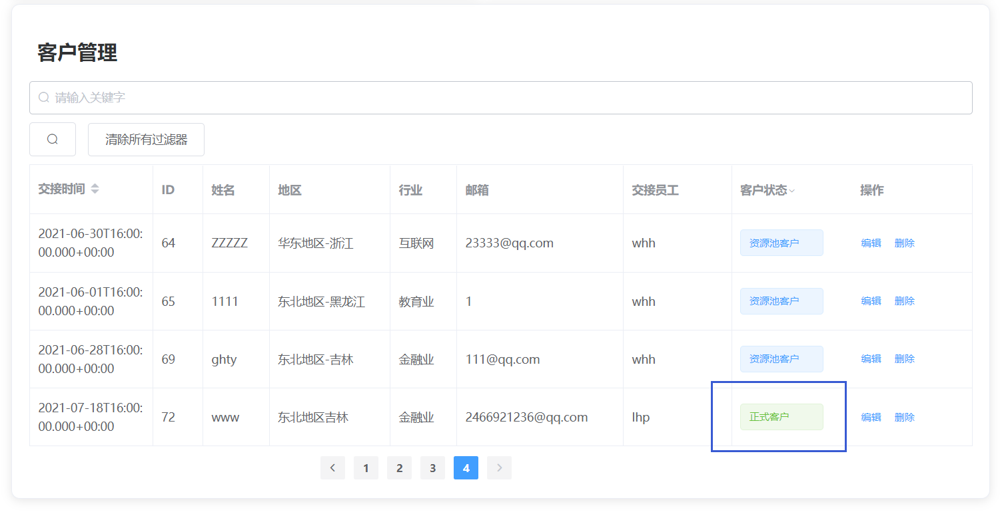 客户管理
请输入关键字
清除所有过滤器
交接时间 ID 姓名 地区 行业 邮箱 交接员工 客户状态 操作
2021-06-30T16:00:
00.000+00:00 64 ZZZZZ 华东地区-浙江 互联网 23333@qq.com whh 资源池客户 编辑 删除
2021-06-01T16:00:
00.000+00:00 65 1111 东北地区-黑龙江 教育业 1 whh 资源池客户 编辑 删除
2021-06-28T16:00:
00.000+00:00 69 ghty 东北地区-吉林 金融业 111@qq.com whh 资源池客户 编辑 删除
2021-07-18T16:00:
00.000+00:00 72 www 东北地区吉林 金融业 2466921236@qq.com lhp 正式客户 编辑 删除
1 2 3 4